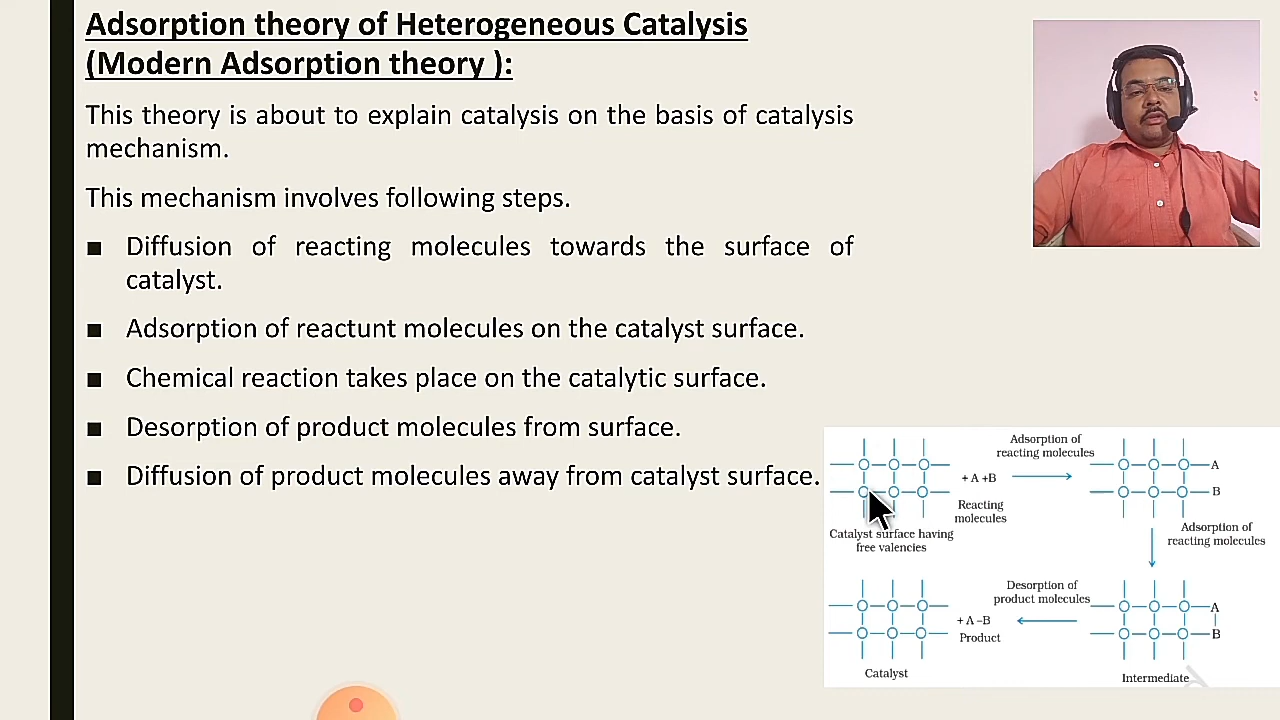 Adsorption theory of Heterogeneous Catalysis
(Modern Adsorption theory ):
This theory is about to explain catalysis on the basis of catalysis
mechanism.
This mechanism involves following steps.
■ Diffusion of reacting molecules towards the surface of
catalyst.
■ Adsorption of reactunt molecules on the catalyst surface.
■ Chemical reaction takes place on the catalytic surface.
■ Desorption of product molecules from surface.
■ Diffusion of product molecules away from catalyst surface.
Adsorption of
reacting molecules
+ A +B
Reacting
molecules
A
B
Catalyst surface having
free valencies
Adsorption of
reacting molecules
Desorption of
product molecules
+ A –B
Product
A
B
Catalyst
Intermediate